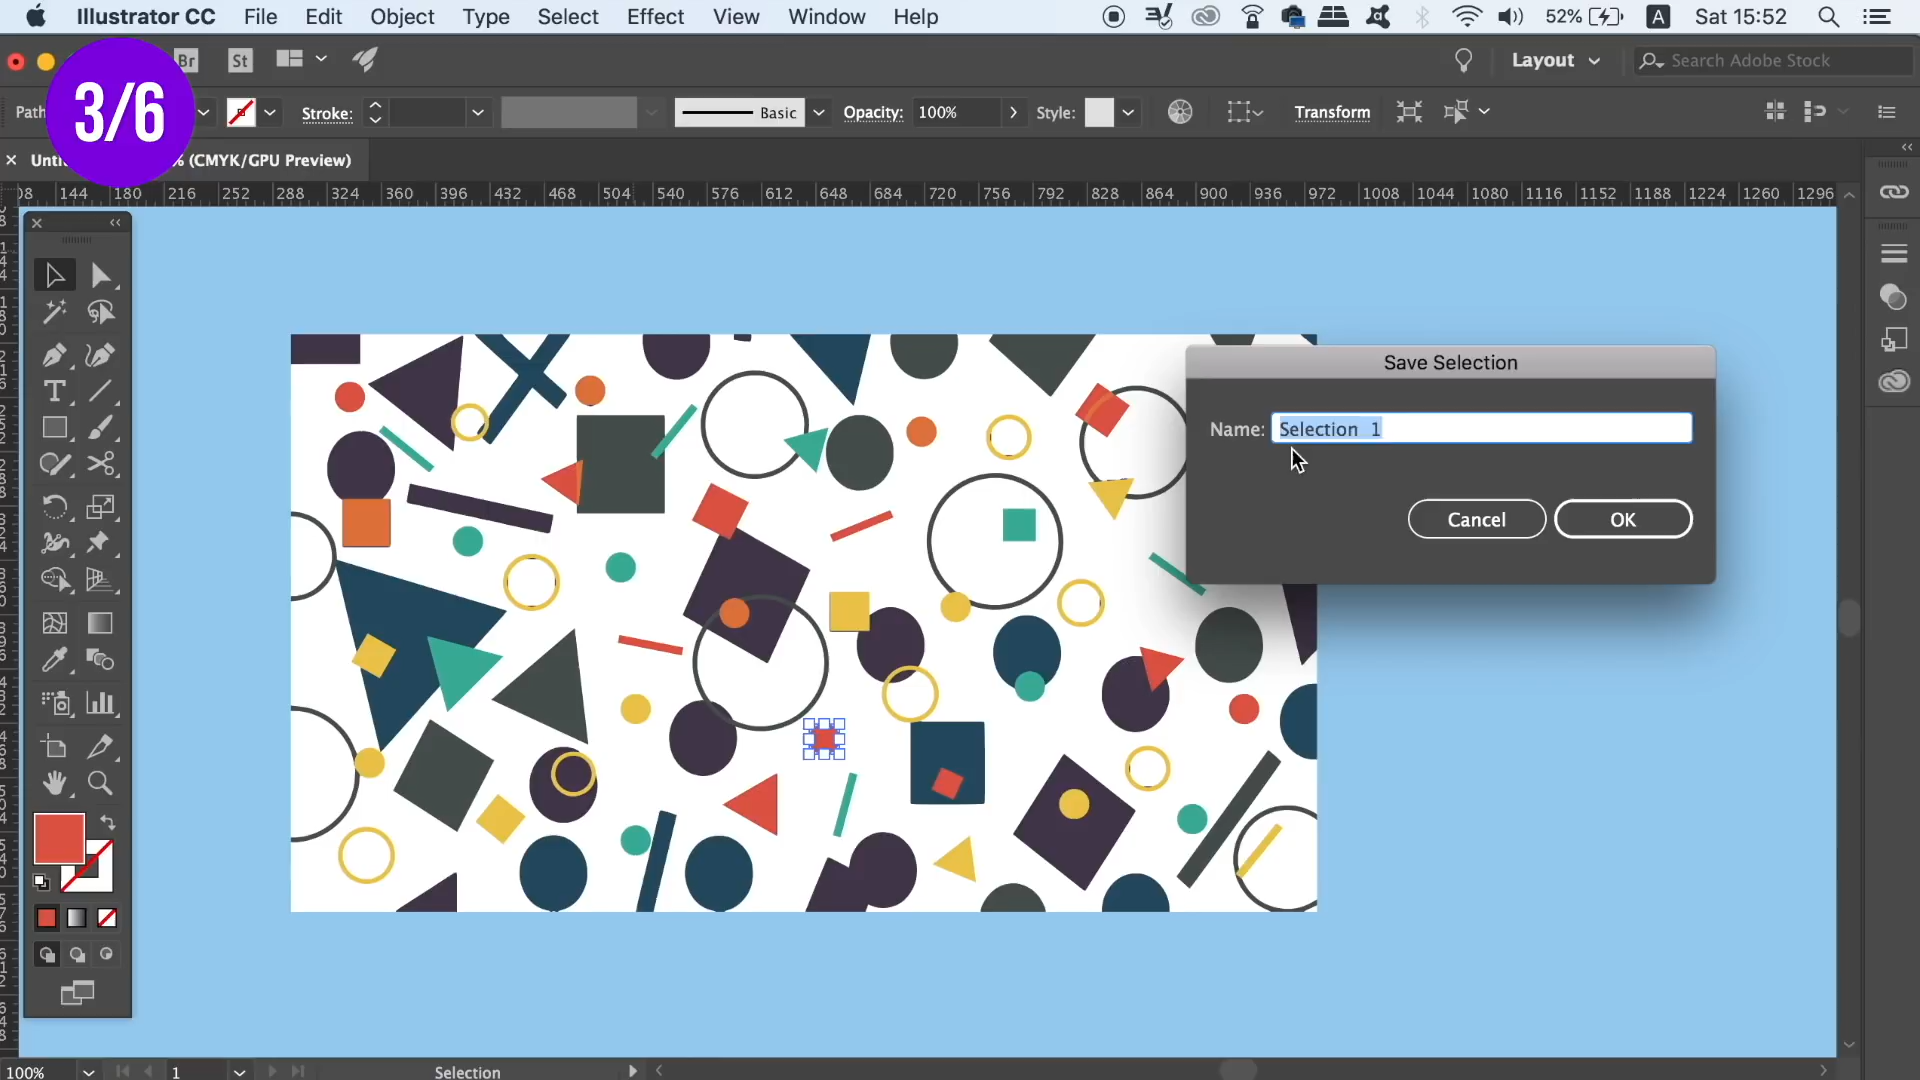 Illustrator CC File Edit Object Type Select Effect View Window Help 52% A Sat 15:52
3/6
Br St Layout Search Adobe Stock
Path Stroke: Basic Opacity: 100% Style: Transform
% (CMYK/GPU Preview)
144 180 216 252 288 324 360 396 432 468 504 540 576 612 648 684 720 756 792 828 864 900 936 972 1008 1044 1080 1116 1152 1188 1224 1260 1296
Save Selection
Name: Selection 1
Cancel OK
100% 1 Selection